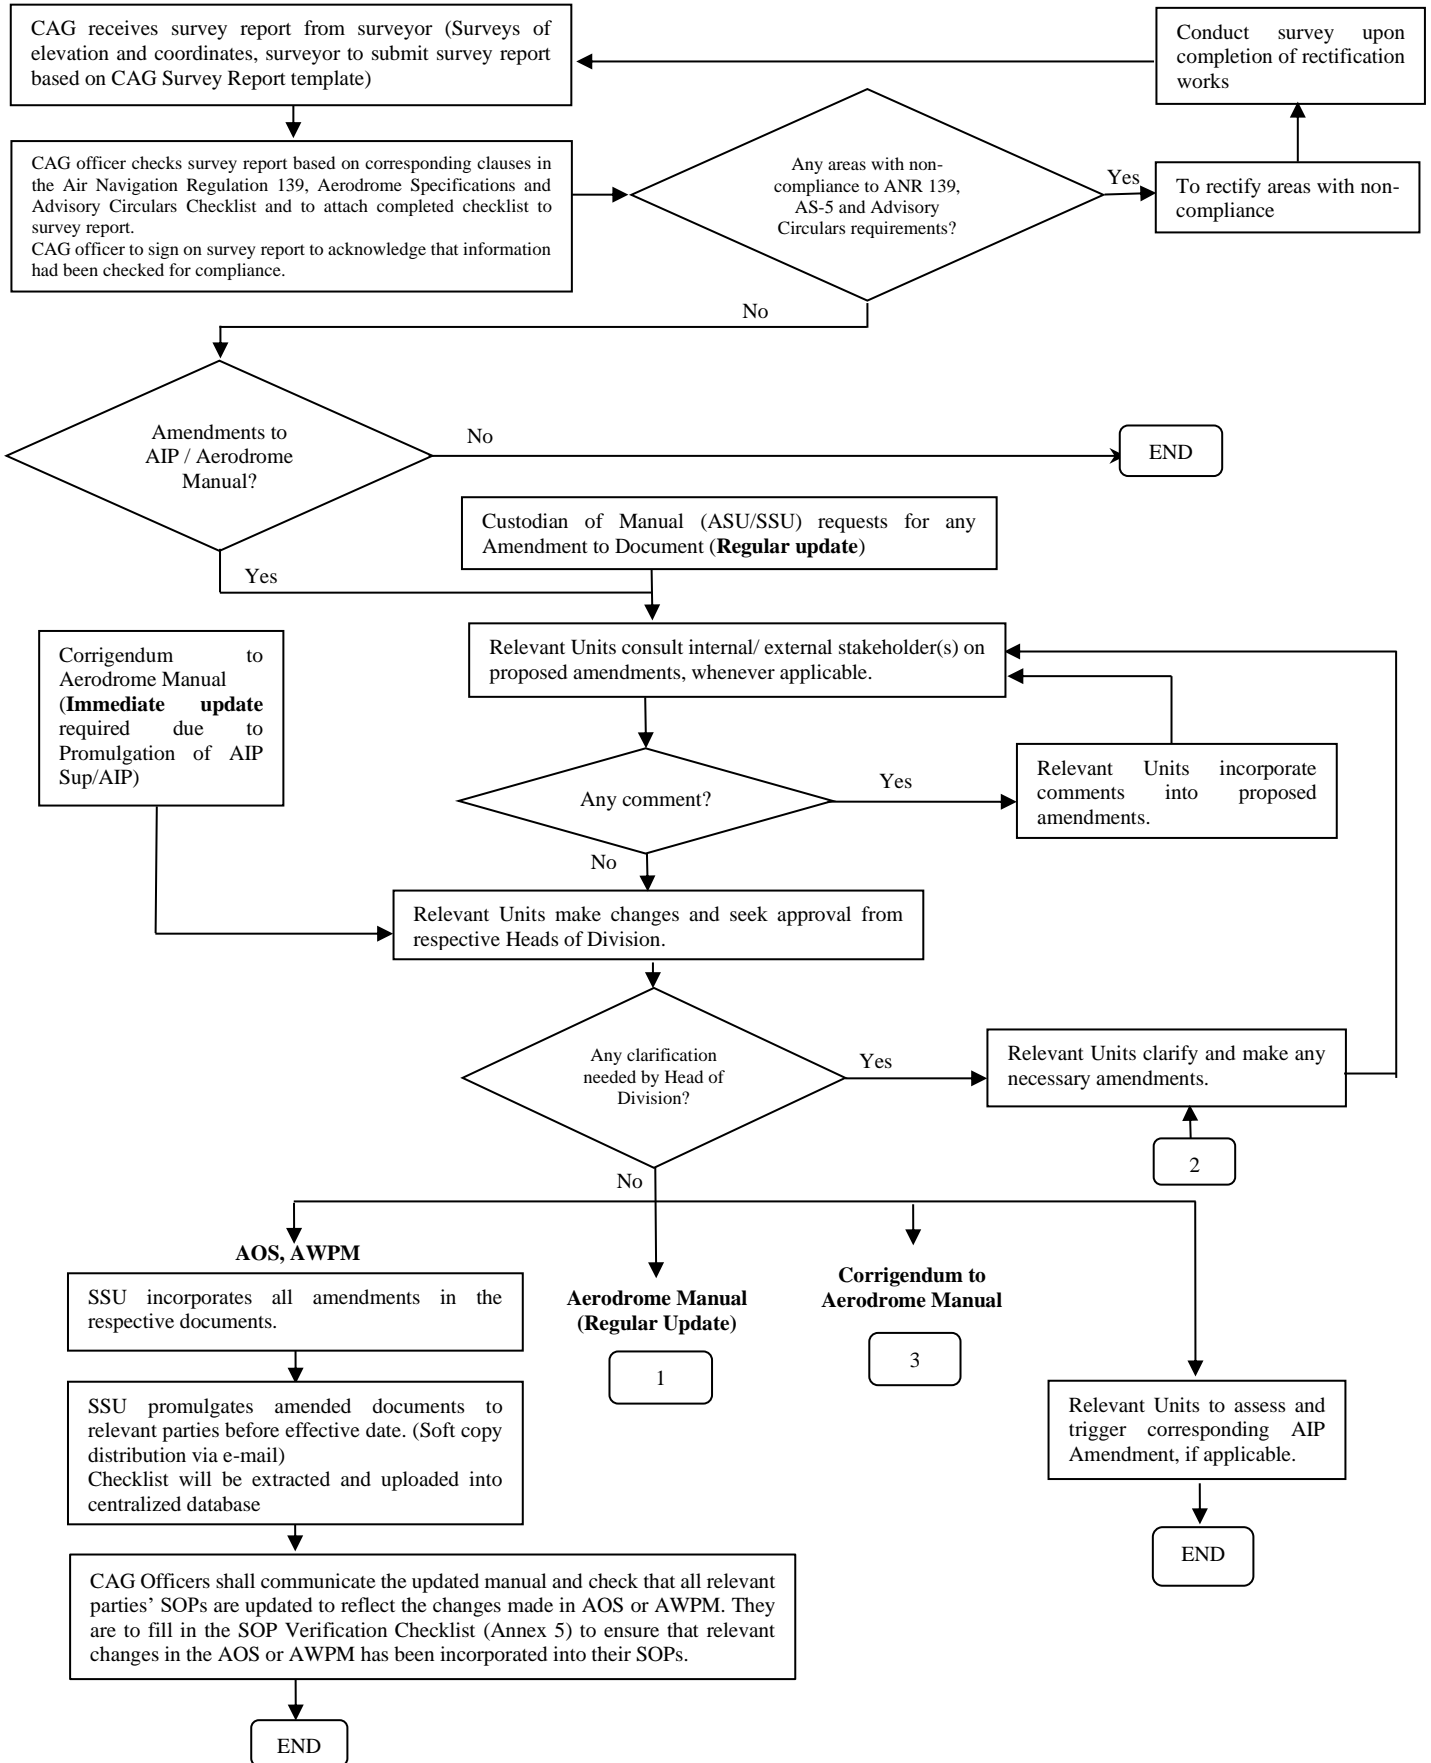 CAG receives survey report from surveyor (Surveys of
elevation and coordinates, surveyor to submit survey report
based on CAG Survey Report template)
Conduct survey upon
completion of rectification
works
CAG officer checks survey report based on corresponding clauses in
the Air Navigation Regulation 139, Aerodrome Specifications and
Advisory Circulars Checklist and to attach completed checklist to
survey report.
CAG officer to sign on survey report to acknowledge that information
had been checked for compliance.
Any areas with non-
compliance to ANR 139,
AS-5 and Advisory
Circulars requirements?
Yes
To rectify areas with non-
compliance
No
Amendments to
AIP / Aerodrome
Manual?
No
END
Custodian of Manual (ASU/SSU) requests for any
Amendment to Document (Regular update)
Yes
Relevant Units consult internal/ external stakeholder(s) on
proposed amendments, whenever applicable.
Corrigendum to
Aerodrome Manual
(Immediate update
required due to
Promulgation of AIP
Sup/AIP)
Any comment?
Yes
Relevant Units incorporate
comments into proposed
amendments.
No
Relevant Units make changes and seek approval from
respective Heads of Division.
Any clarification
needed by Head of
Division?
Yes
Relevant Units clarify and make any
necessary amendments.
2
No
AOS, AWPM
SSU incorporates all amendments in the
respective documents.
Aerodrome Manual
(Regular Update)
1
Corrigendum to
Aerodrome Manual
3
SSU promulgates amended documents to
relevant parties before effective date. (Soft copy
distribution via e-mail)
Checklist will be extracted and uploaded into
centralized database
Relevant Units to assess and
trigger corresponding AIP
Amendment, if applicable.
END
CAG Officers shall communicate the updated manual and check that all relevant
parties’ SOPs are updated to reflect the changes made in AOS or AWPM. They
are to fill in the SOP Verification Checklist (Annex 5) to ensure that relevant
changes in the AOS or AWPM has been incorporated into their SOPs.
END